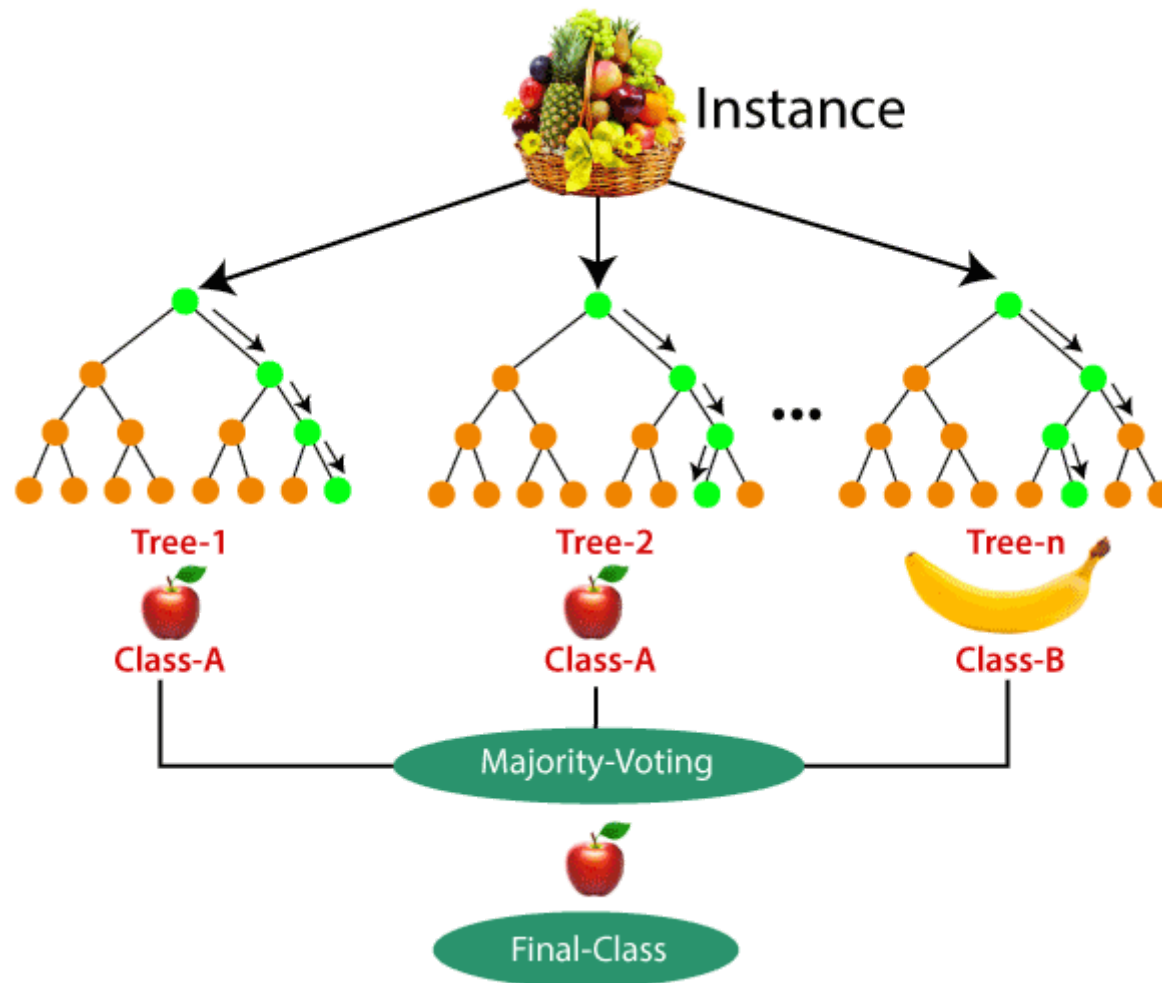 Instance
Tree-1
Tree-2
Tree-n
Class-A
Class-A
Class-B
Majority-Voting
Final-Class